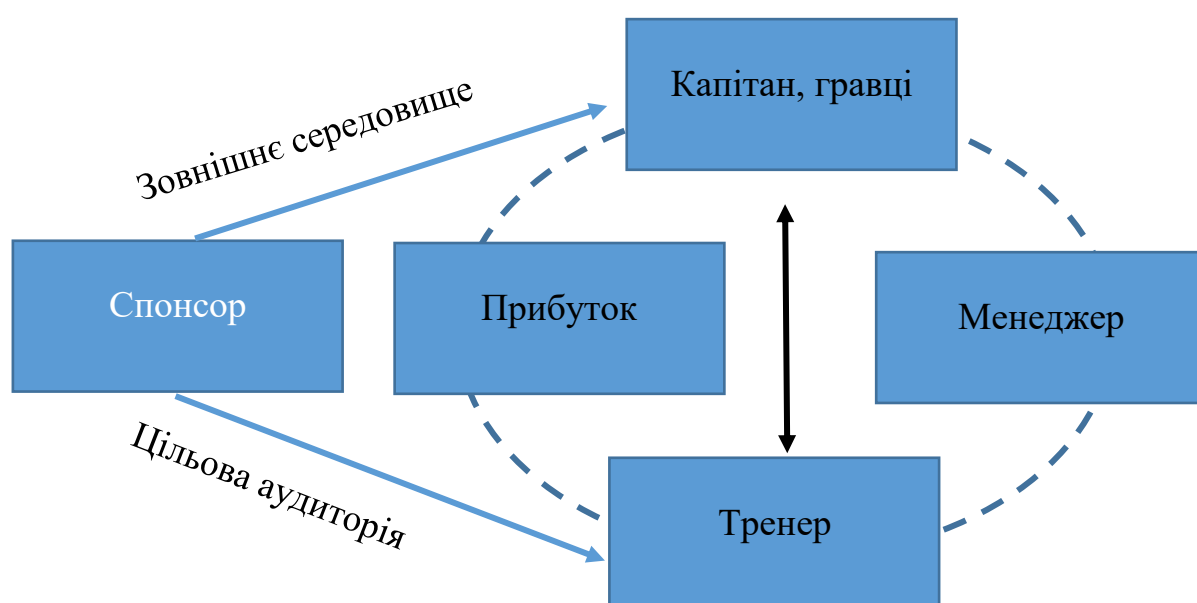 Капітан, гравці
Зовнішнє середовище
Спонсор
Прибуток
Менеджер
Цільова аудиторія
Тренер